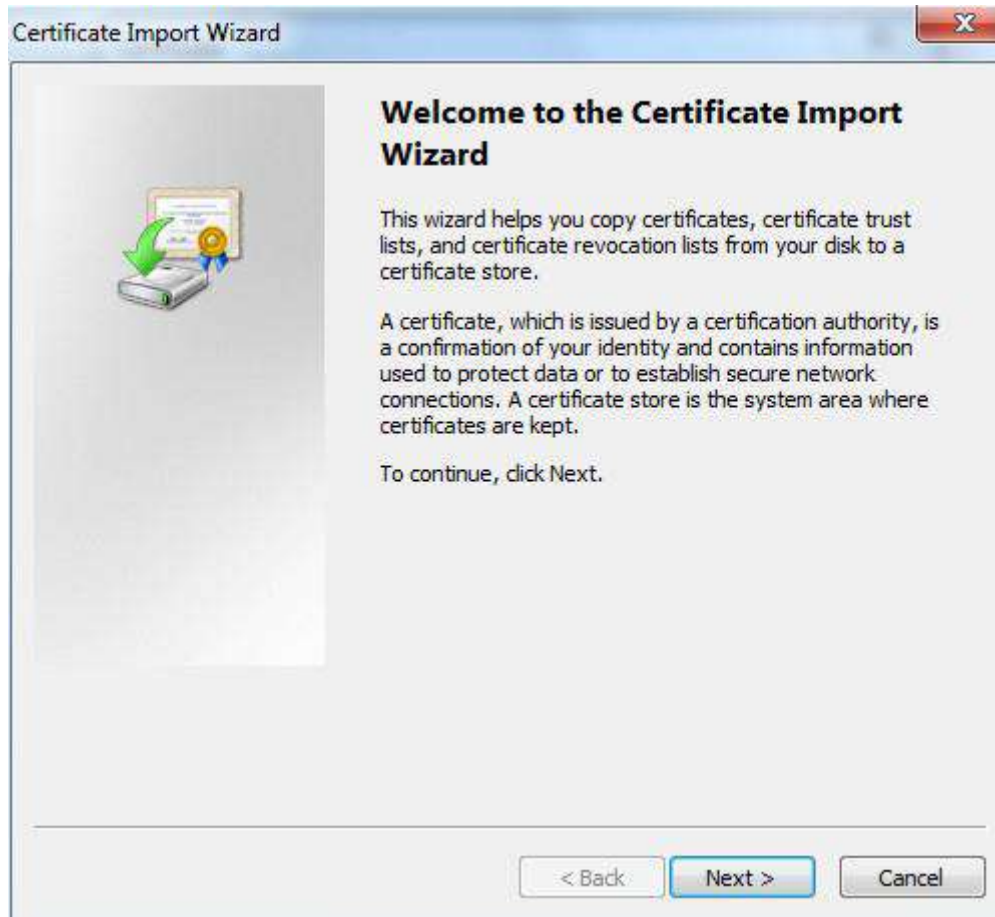 Certificate Import Wizard
X
Welcome to the Certificate Import
Wizard
This wizard helps you copy certificates, certificate trust
lists, and certificate revocation lists from your disk to a
certificate store.
A certificate, which is issued by a certification authority, is
a confirmation of your identity and contains information
used to protect data or to establish secure network
connections. A certificate store is the system area where
certificates are kept.
To continue, click Next.
< Back Next > Cancel